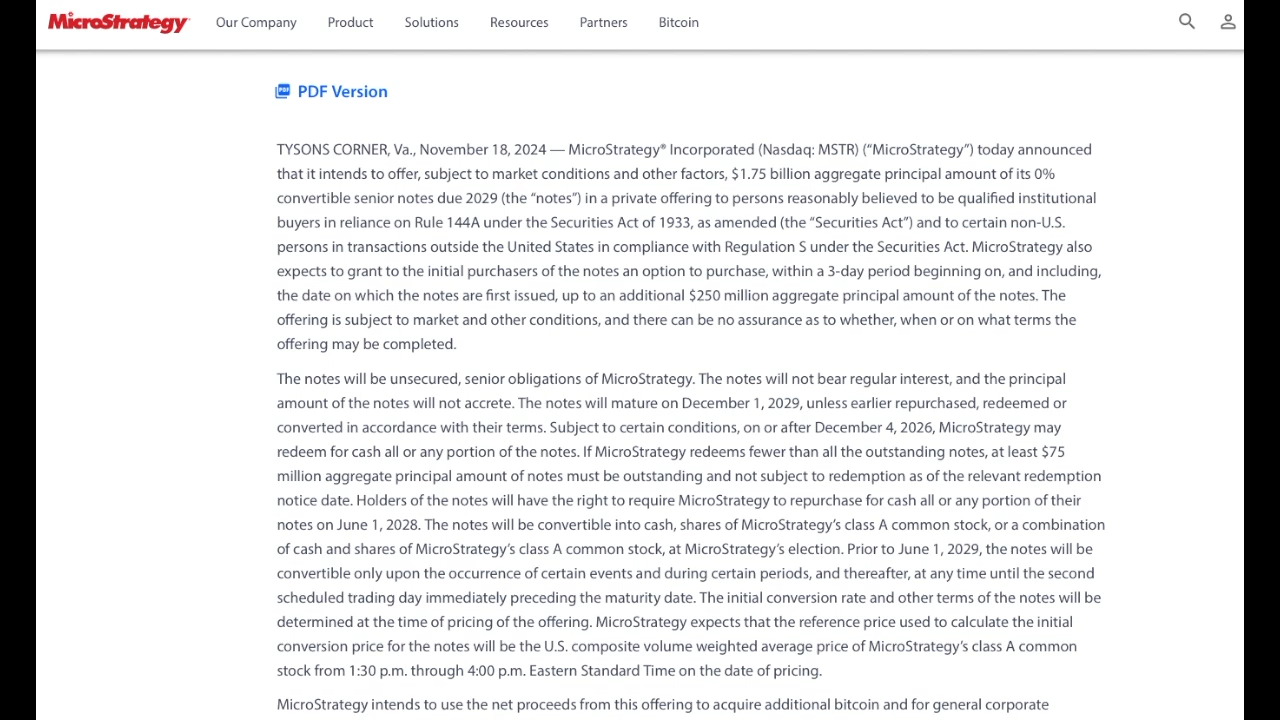 MicroStrategy Our Company Product Solutions Resources Partners Bitcoin
PDF PDF Version
TYSONS CORNER, Va., November 18, 2024 — MicroStrategy® Incorporated (Nasdaq: MSTR) (“MicroStrategy”) today announced
that it intends to offer, subject to market conditions and other factors, $1.75 billion aggregate principal amount of its 0%
convertible senior notes due 2029 (the “notes”) in a private offering to persons reasonably believed to be qualified institutional
buyers in reliance on Rule 144A under the Securities Act of 1933, as amended (the “Securities Act”) and to certain non-U.S.
persons in transactions outside the United States in compliance with Regulation S under the Securities Act. MicroStrategy also
expects to grant to the initial purchasers of the notes an option to purchase, within a 3-day period beginning on, and including,
the date on which the notes are first issued, up to an additional $250 million aggregate principal amount of the notes. The
offering is subject to market and other conditions, and there can be no assurance as to whether, when or on what terms the
offering may be completed.
The notes will be unsecured, senior obligations of MicroStrategy. The notes will not bear regular interest, and the principal
amount of the notes will not accrete. The notes will mature on December 1, 2029, unless earlier repurchased, redeemed or
converted in accordance with their terms. Subject to certain conditions, on or after December 4, 2026, MicroStrategy may
redeem for cash all or any portion of the notes. If MicroStrategy redeems fewer than all the outstanding notes, at least $75
million aggregate principal amount of notes must be outstanding and not subject to redemption as of the relevant redemption
notice date. Holders of the notes will have the right to require MicroStrategy to repurchase for cash all or any portion of their
notes on June 1, 2028. The notes will be convertible into cash, shares of MicroStrategy’s class A common stock, or a combination
of cash and shares of MicroStrategy’s class A common stock, at MicroStrategy’s election. Prior to June 1, 2029, the notes will be
convertible only upon the occurrence of certain events and during certain periods, and thereafter, at any time until the second
scheduled trading day immediately preceding the maturity date. The initial conversion rate and other terms of the notes will be
determined at the time of pricing of the offering. MicroStrategy expects that the reference price used to calculate the initial
conversion price for the notes will be the U.S. composite volume weighted average price of MicroStrategy’s class A common
stock from 1:30 p.m. through 4:00 p.m. Eastern Standard Time on the date of pricing.
MicroStrategy intends to use the net proceeds from this offering to acquire additional bitcoin and for general corporate